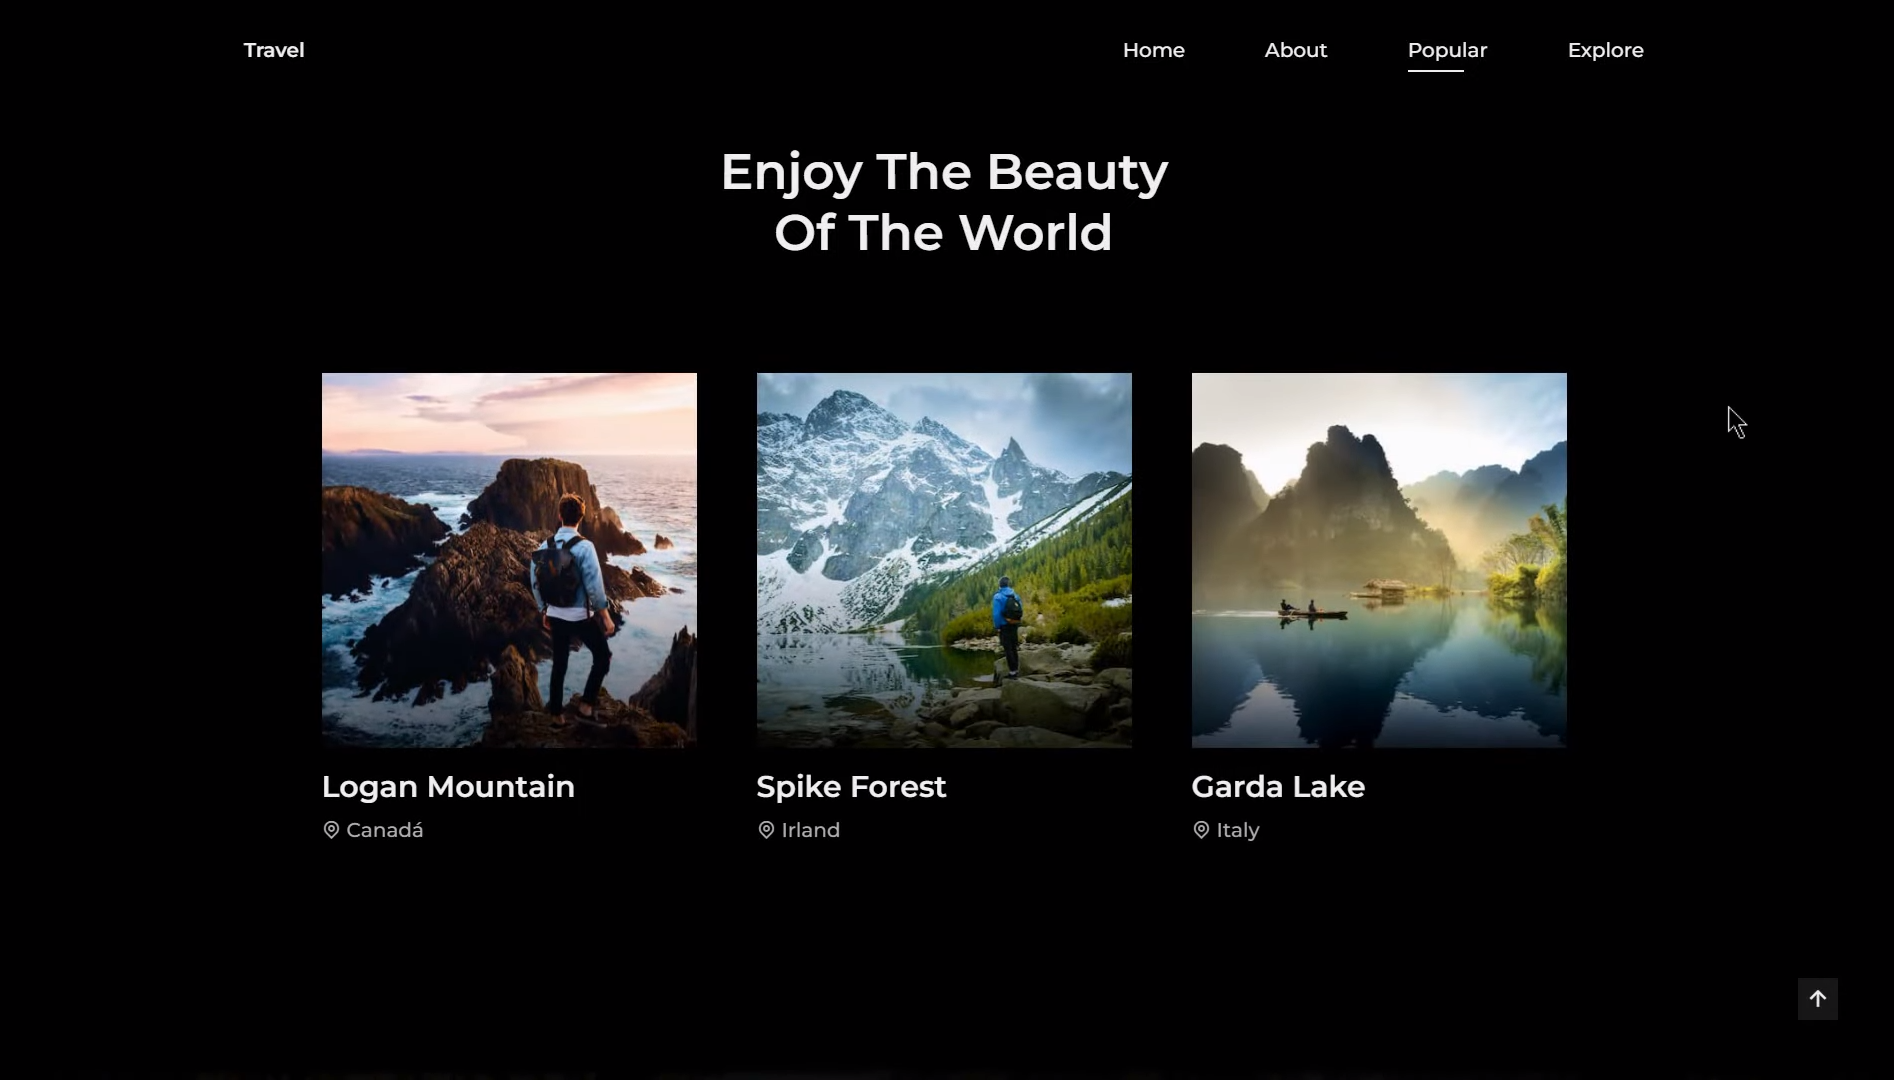 Travel
Home
About
Popular
Explore
Enjoy The Beauty
Of The World
Logan Mountain
Canadá
Spike Forest
Irland
Garda Lake
Italy